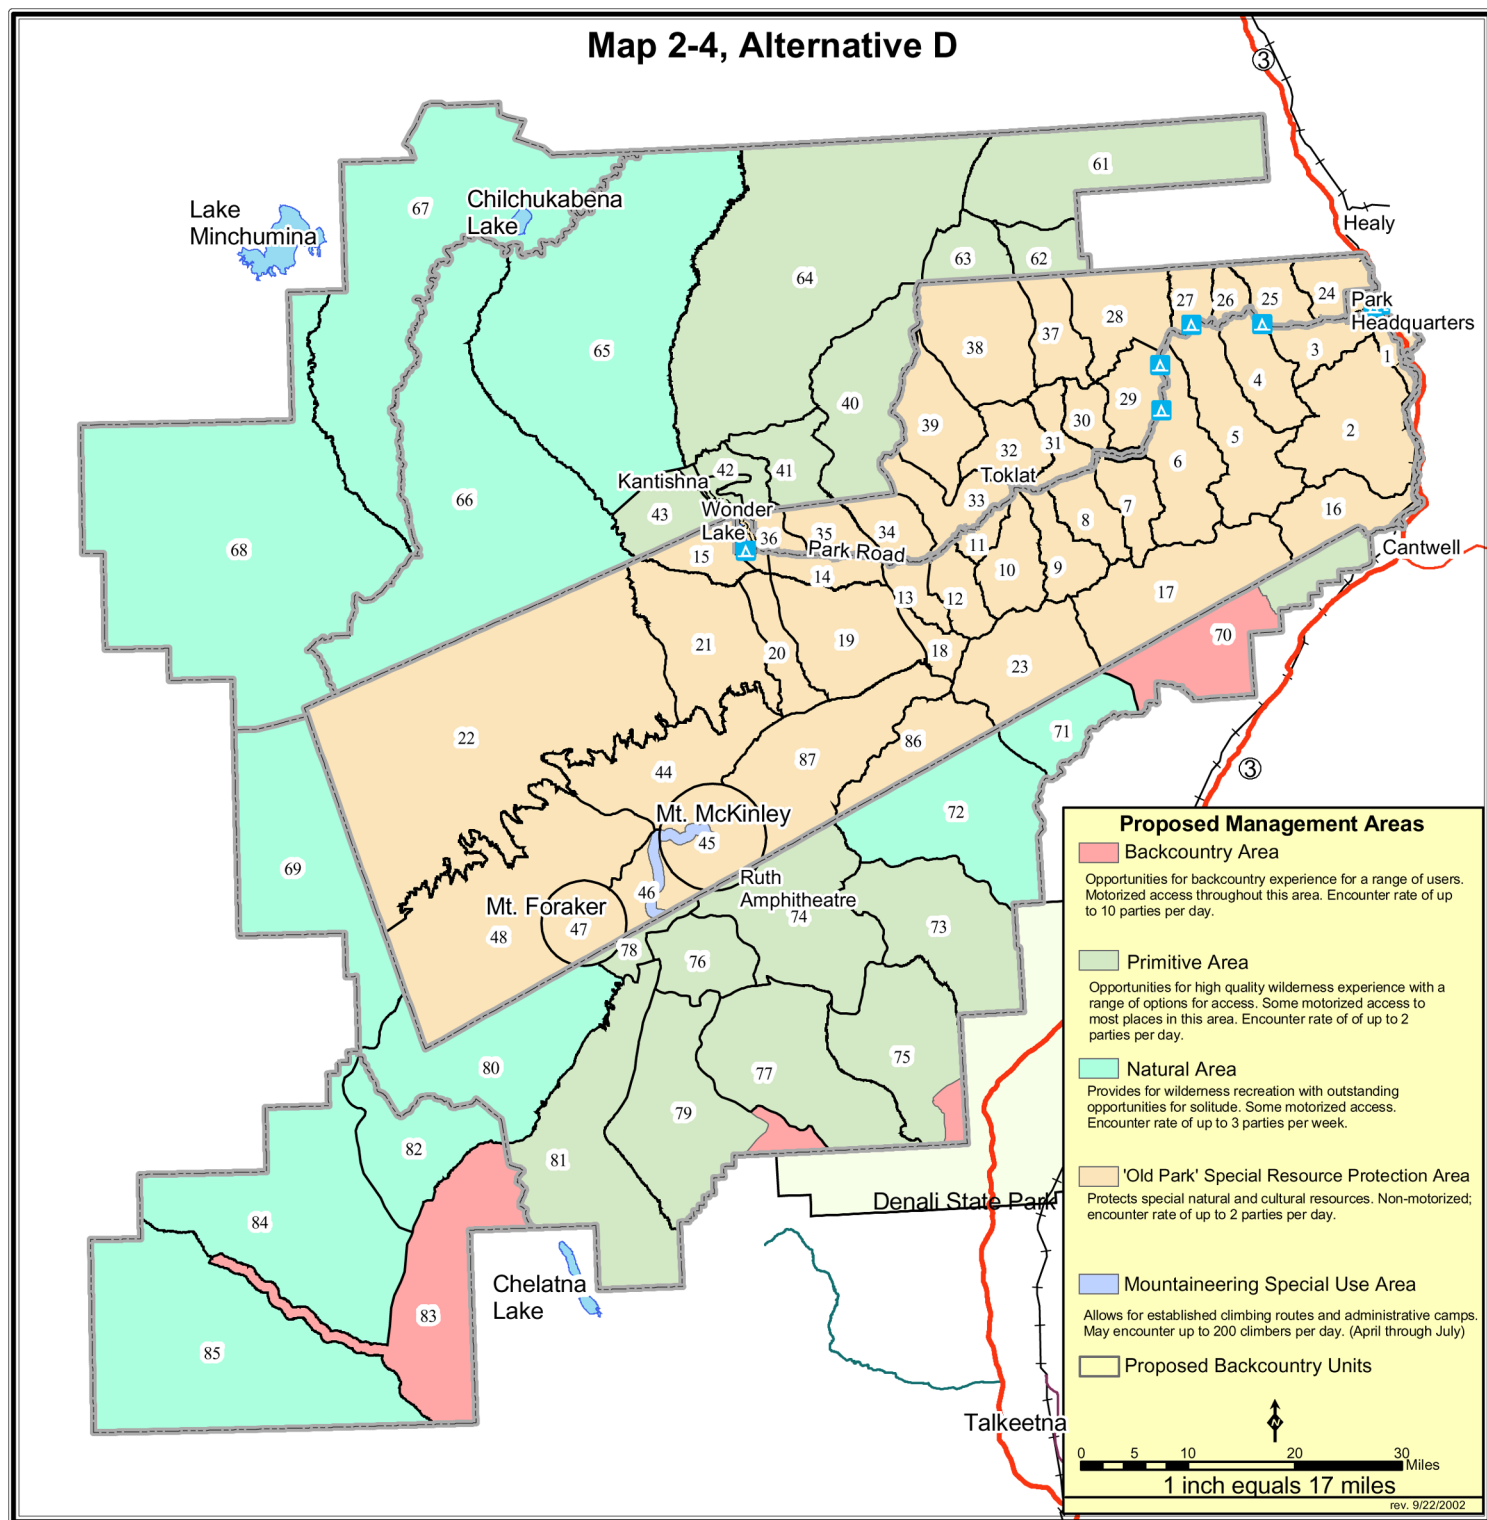 Map 2-4, Alternative D
3
61
67
Chilchukabena
Lake
Lake
Minchumina
Healy
63
62
64
27
26
25
24
Park
Headquarters
28
37
38
3
1
65
4
29
40
30
39
2
5
31
32
42
41
6
Toklat
Kantishna
66
33
43
7
Wonder
Lake
16
8
36
35
34
68
11
Cantwell
15
Park Road
14
10
9
13
12
17
70
21
20
19
18
23
71
22
86
87
44
3
Mt. McKinley
72
45
69
Ruth
Amphitheatre
46
Mt. Foraker
74
47
73
48
78
76
75
80
77
79
82
81
Denali State Park
84
Chelatna
Lake
83
85
Talkeetna
Proposed Management Areas
Backcountry Area
Opportunities for backcountry experience for a range of users.
Motorized access throughout this area. Encounter rate of up
to 10 parties per day.
Primitive Area
Opportunities for high quality wilderness experience with a
range of options for access. Some motorized access to
most places in this area. Encounter rate of of up to 2
parties per day.
Natural Area
Provides for wilderness recreation with outstanding
opportunities for solitude. Some motorized access.
Encounter rate of up to 3 parties per week.
'Old Park' Special Resource Protection Area
Protects special natural and cultural resources. Non-motorized;
encounter rate of up to 2 parties per day.
Mountaineering Special Use Area
Allows for established climbing routes and administrative camps.
May encounter up to 200 climbers per day. (April through July)
Proposed Backcountry Units
N
0 5 10 20 30
Miles
1 inch equals 17 miles
rev. 9/22/2002